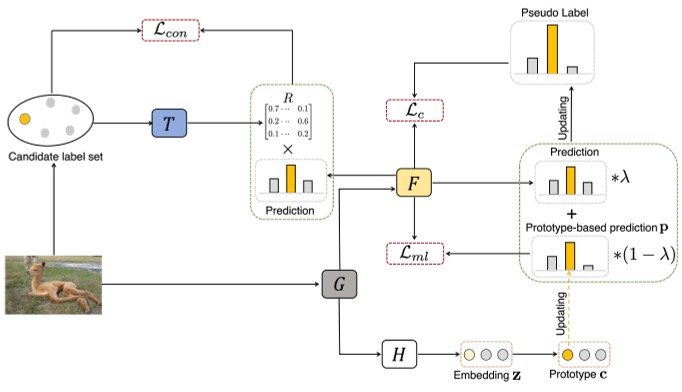 Pseudo Label
L_con
R
[0.7 ⋯ 0.1]
[0.2 ⋯ 0.6]
[0.1 ⋯ 0.2]
×
Prediction
Candidate label set
T
L_c
F
Updating
Prediction
*λ
+
Prototype-based prediction p
*(1 − λ)
L_ml
G
Updating
H
Embedding z
Prototype c